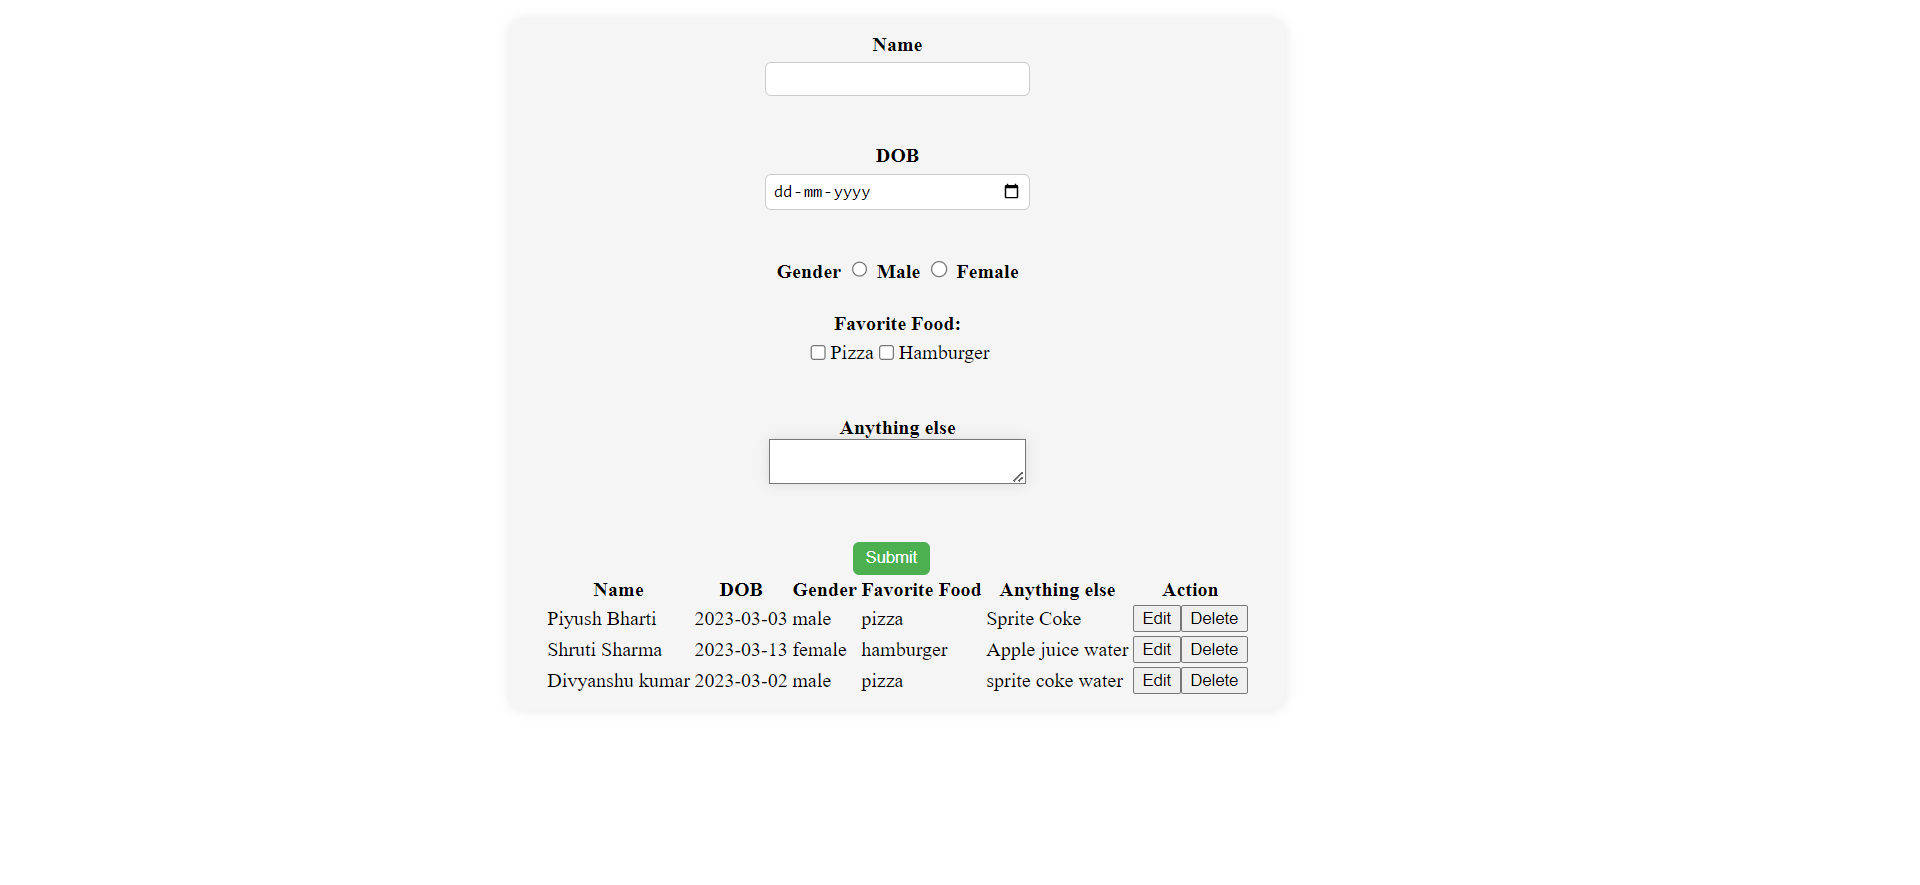 Name
DOB
dd-mm-yyyy
Gender Male Female
Favorite Food:
Pizza Hamburger
Anything else
Submit
Name DOB Gender Favorite Food Anything else Action
Piyush Bharti 2023-03-03 male pizza Sprite Coke Edit Delete
Shruti Sharma 2023-03-13 female hamburger Apple juice water Edit Delete
Divyanshu kumar 2023-03-02 male pizza sprite coke water Edit Delete